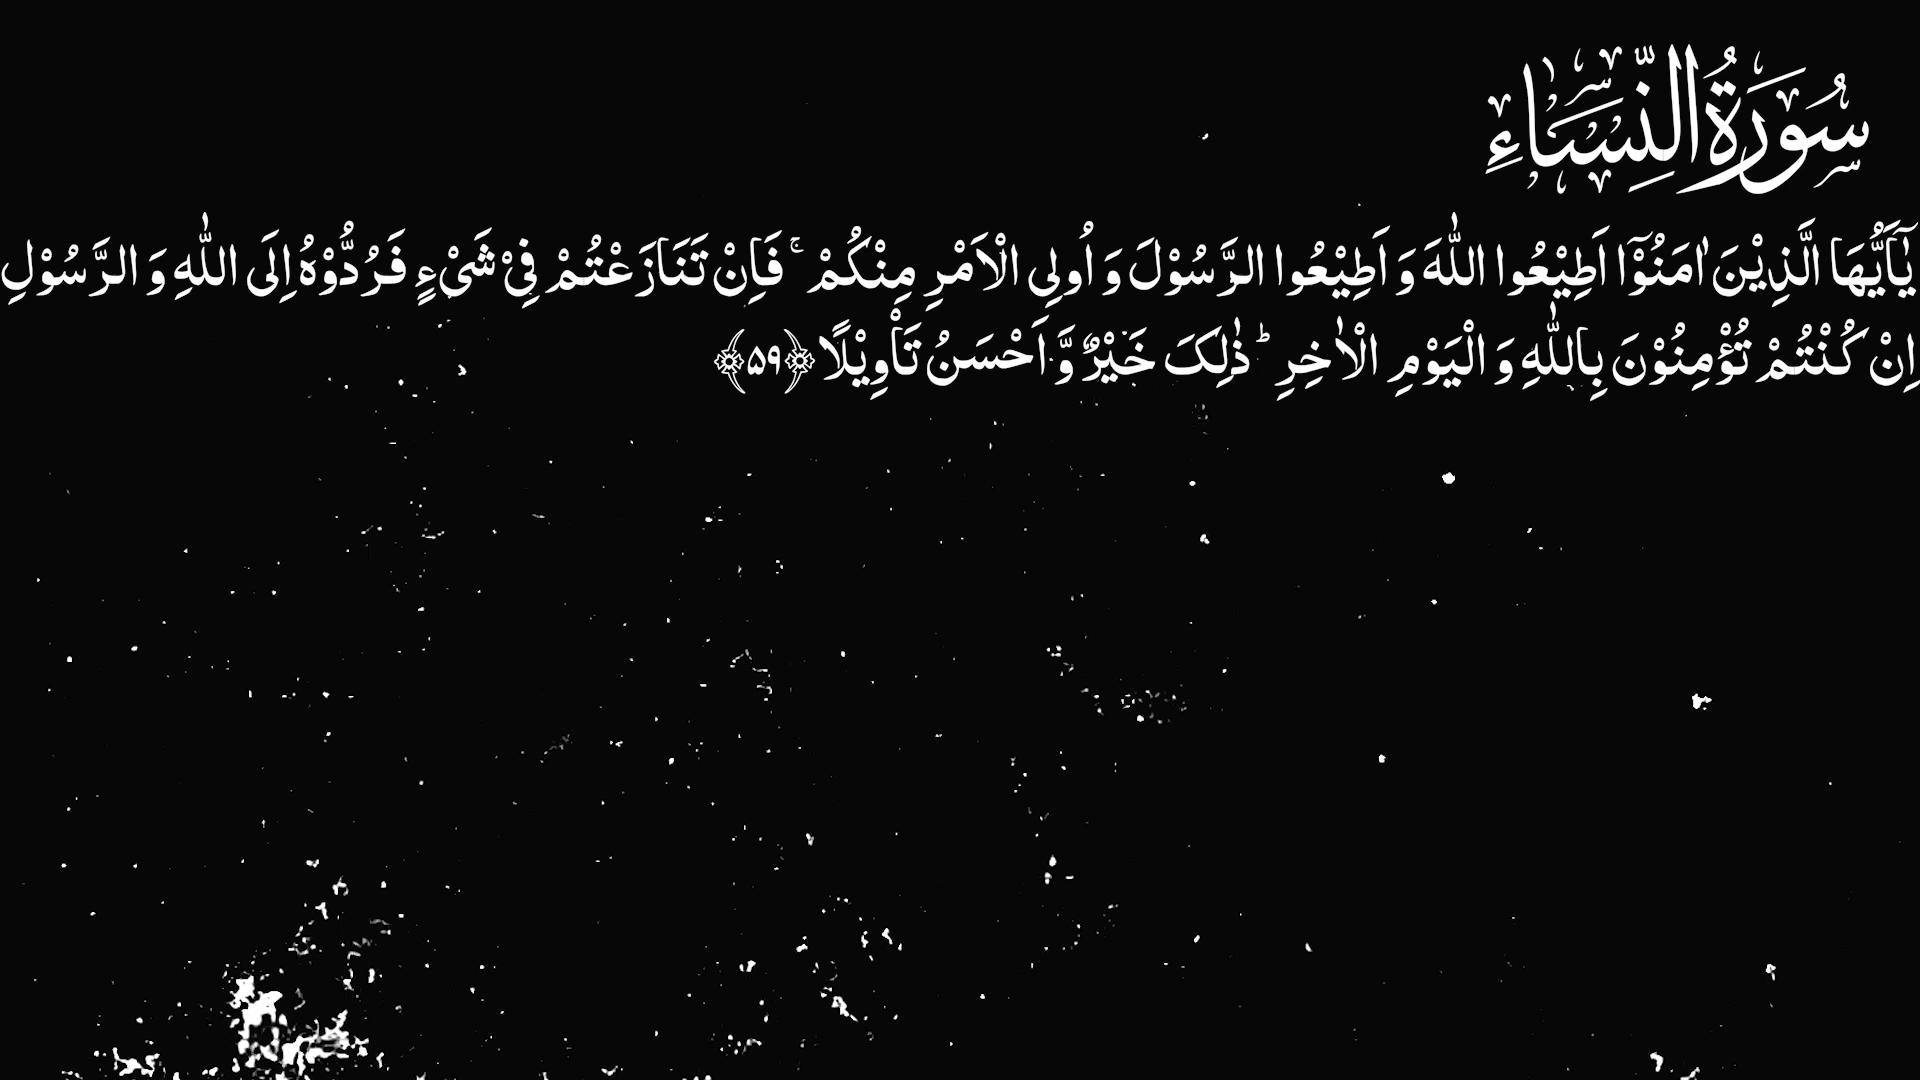 سُورَةُ النِّسَاءِ
یٰۤاَیُّهَا الَّذِیْنَ اٰمَنُوْۤا اَطِیْعُوا اللّٰهَ وَ اَطِیْعُوا الرَّسُوْلَ وَ اُولِی الْاَمْرِ مِنْكُمْ ۚ فَاِنْ تَنَازَعْتُمْ فِیْ شَیْءٍ فَرُدُّوْهُ اِلَی اللّٰهِ وَ الرَّسُوْلِ
اِنْ كُنْتُمْ تُؤْمِنُوْنَ بِاللّٰهِ وَ الْیَوْمِ الْاٰخِرِ ؕ ذٰلِكَ خَیْرٌ وَّ اَحْسَنُ تَاْوِیْلًا ﴿۵۹﴾